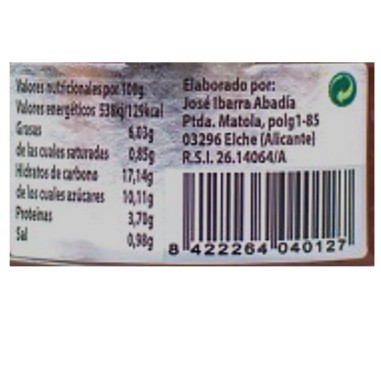 Valores nutricionales por 100g.
Valores energéticos 538kj/129kcal
Grasas 6,03g
de las cuales saturadas 0,85g
Hidratos de carbono 17,14g
de los cuales azúcares 10,11g
Proteínas 3,70g
Sal 0,98g
Elaborado por:
José Ibarra Abadía
Ptda. Matola, polg1-85
03296 Elche (Alicante)
R.S.I. 26.14064/A
8 422264 040127